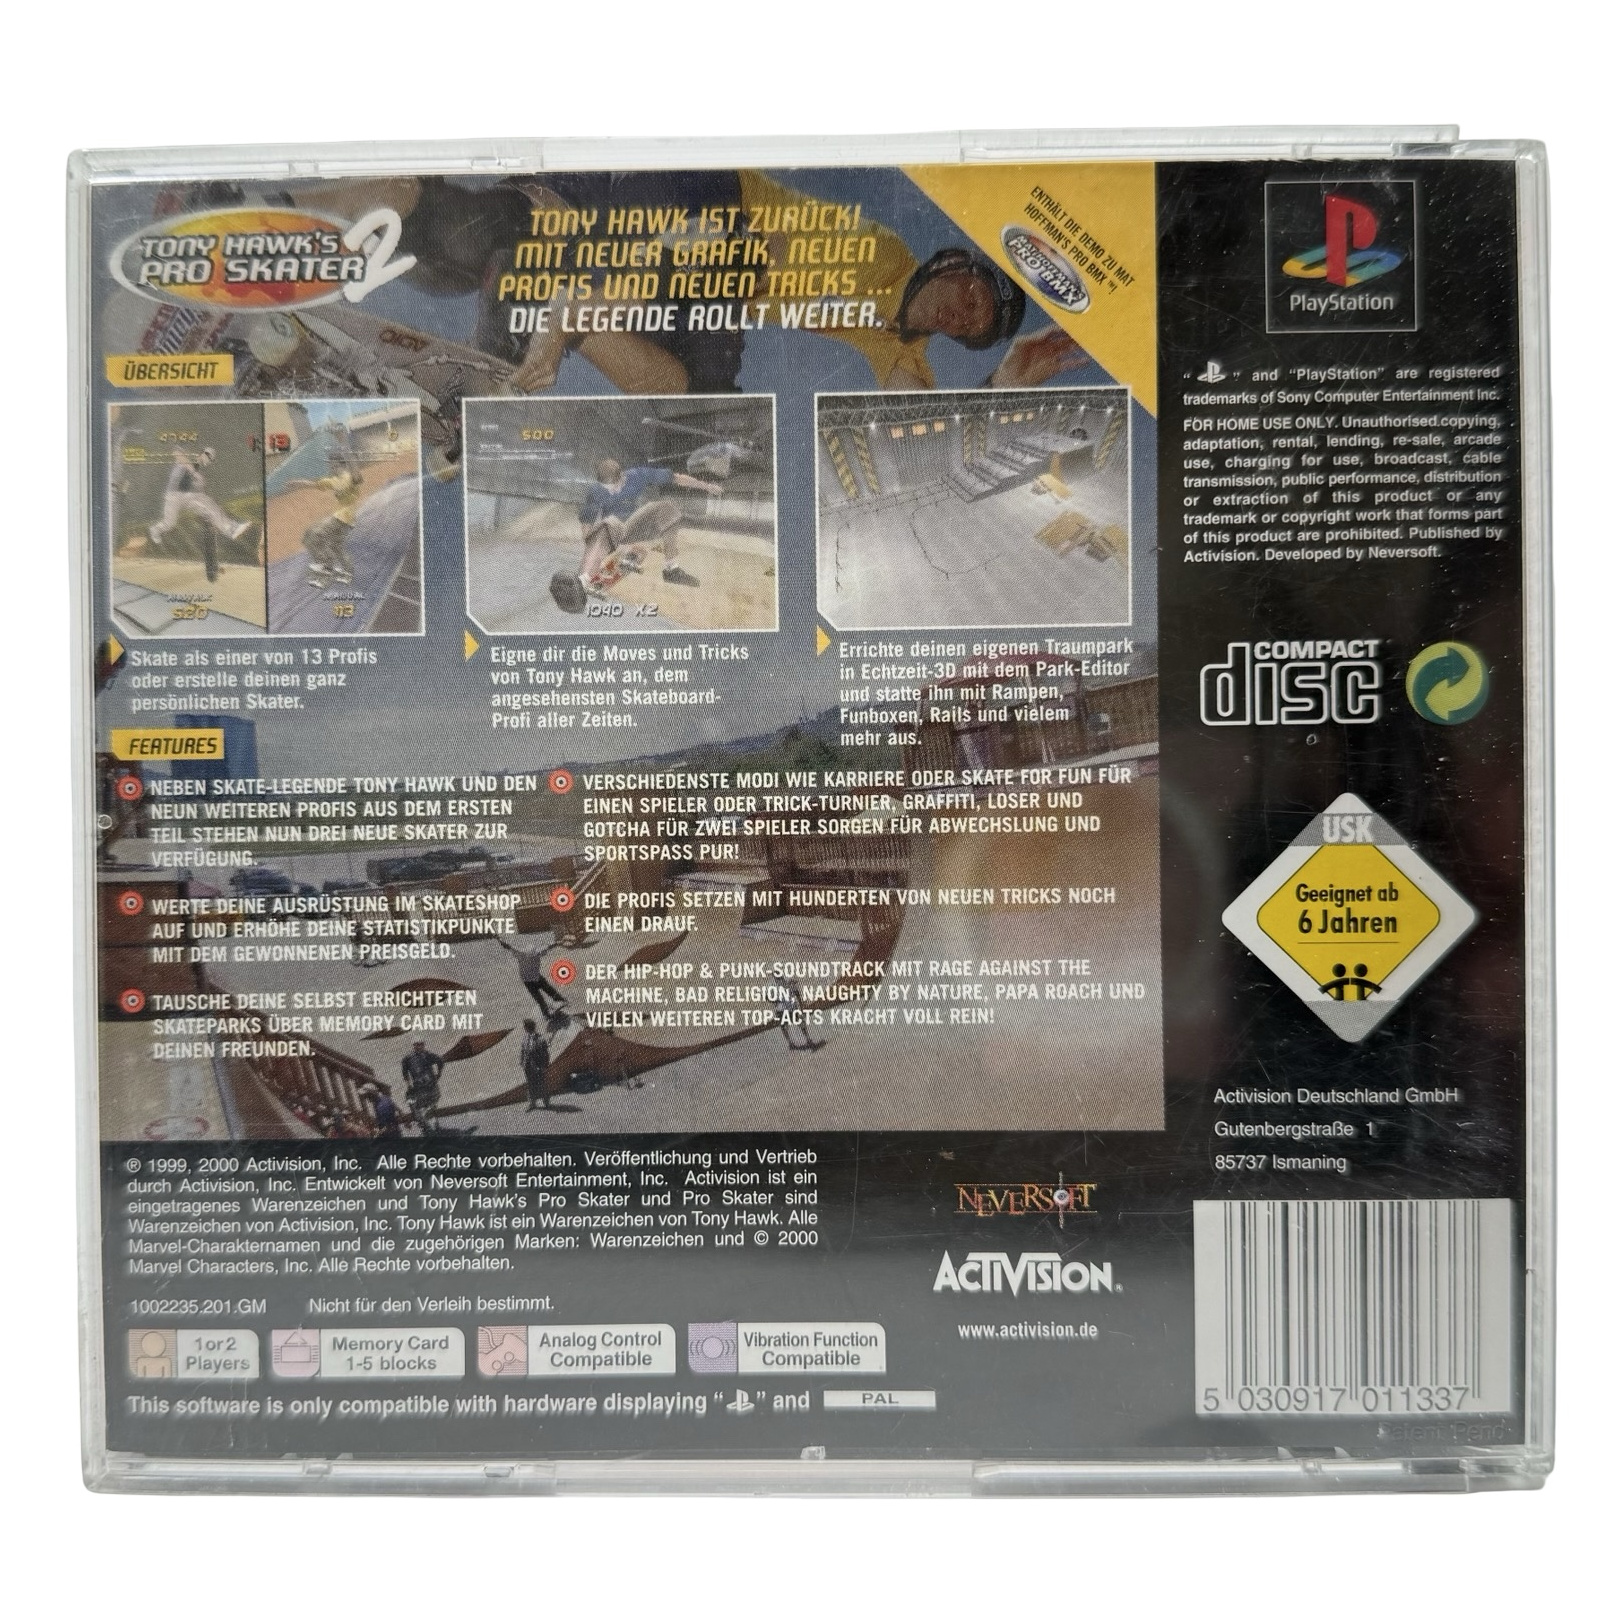 TONY HAWK'S
PRO SKATER 2
TONY HAWK IST ZURÜCK!
MIT NEUER GRAFIK, NEUEN
PROFIS UND NEUEN TRICKS ...
DIE LEGENDE ROLLT WEITER.
ENTHÄLT DIE DEMO ZU MAT
HOFFMAN'S PRO BMX ™!
PRO BMX
ÜBERSICHT
4744
1:13
520
113
500
1040 X2
Skate als einer von 13 Profis
oder erstelle deinen ganz
persönlichen Skater.
Eigne dir die Moves und Tricks
von Tony Hawk an, dem
angesehensten Skateboard-
Profi aller Zeiten.
Errichte deinen eigenen Traumpark
in Echtzeit-3D mit dem Park-Editor
und statte ihn mit Rampen,
Funboxen, Rails und vielem
mehr aus.
FEATURES
NEBEN SKATE-LEGENDE TONY HAWK UND DEN
NEUN WEITEREN PROFIS AUS DEM ERSTEN
TEIL STEHEN NUN DREI NEUE SKATER ZUR
VERFÜGUNG.
WERTE DEINE AUSRÜSTUNG IM SKATESHOP
AUF UND ERHÖHE DEINE STATISTIKPUNKTE
MIT DEM GEWONNENEN PREISGELD.
TAUSCHE DEINE SELBST ERRICHTETEN
SKATEPARKS ÜBER MEMORY CARD MIT
DEINEN FREUNDEN.
VERSCHIEDENSTE MODI WIE KARRIERE ODER SKATE FOR FUN FÜR
EINEN SPIELER ODER TRICK-TURNIER, GRAFFITI, LOSER UND
GOTCHA FÜR ZWEI SPIELER SORGEN FÜR ABWECHSLUNG UND
SPORTSPASS PUR!
DIE PROFIS SETZEN MIT HUNDERTEN VON NEUEN TRICKS NOCH
EINEN DRAUF.
DER HIP-HOP & PUNK-SOUNDTRACK MIT RAGE AGAINST THE
MACHINE, BAD RELIGION, NAUGHTY BY NATURE, PAPA ROACH UND
VIELEN WEITEREN TOP-ACTS KRACHT VOLL REIN!
® 1999, 2000 Activision, Inc. Alle Rechte vorbehalten. Veröffentlichung und Vertrieb
durch Activision, Inc. Entwickelt von Neversoft Entertainment, Inc. Activision ist ein
eingetragenes Warenzeichen und Tony Hawk's Pro Skater und Pro Skater sind
Warenzeichen von Activision, Inc. Tony Hawk ist ein Warenzeichen von Tony Hawk. Alle
Marvel-Charakternamen und die zugehörigen Marken: Warenzeichen und © 2000
Marvel Characters, Inc. Alle Rechte vorbehalten.
1002235.201.GM Nicht für den Verleih bestimmt.
NEVERSOFT
ACTIVISION.
www.activision.de
1 or 2
Players
Memory Card
1-5 blocks
Analog Control
Compatible
Vibration Function
Compatible
This software is only compatible with hardware displaying " " and PAL
PlayStation
" " and "PlayStation" are registered
trademarks of Sony Computer Entertainment Inc.
FOR HOME USE ONLY. Unauthorised copying,
adaptation, rental, lending, re-sale, arcade
use, charging for use, broadcast, cable
transmission, public performance, distribution
or extraction of this product or any
trademark or copyright work that forms part
of this product are prohibited. Published by
Activision. Developed by Neversoft.
COMPACT
disc
USK
Geeignet ab
6 Jahren
Activision Deutschland GmbH
Gutenbergstraße 1
85737 Ismaning
5 030917 011337
Patent Pend